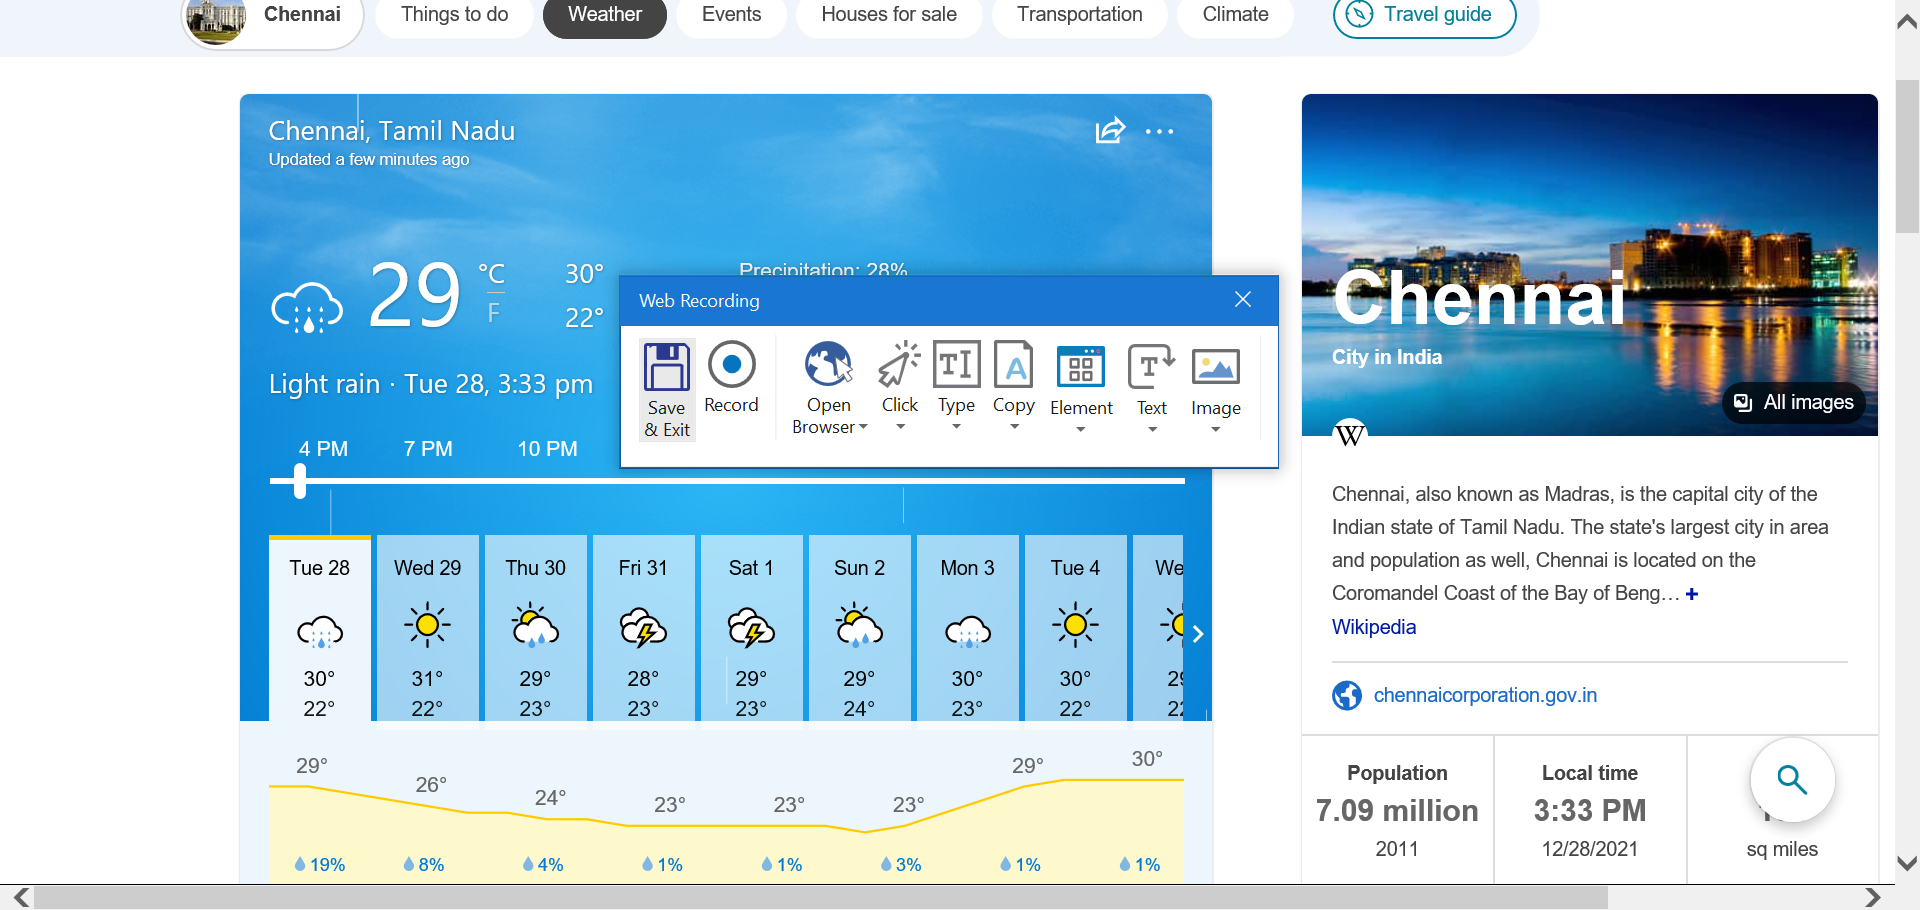 Chennai
Things to do
Weather
Events
Houses for sale
Transportation
Climate
Travel guide
Chennai, Tamil Nadu
Updated a few minutes ago
29
°C
F
30°
22°
Precipitation: 28%
Light rain · Tue 28, 3:33 pm
4 PM
7 PM
10 PM
Web Recording
Save
& Exit
Record
Open
Browser
Click
Type
Copy
Element
Text
Image
Tue 28
30°
22°
Wed 29
31°
22°
Thu 30
29°
23°
Fri 31
28°
23°
Sat 1
29°
23°
Sun 2
29°
24°
Mon 3
30°
23°
Tue 4
30°
22°
We
29° 26° 24° 23° 23° 23° 29° 30°
19% 8% 4% 1% 1% 3% 1% 1%
Chennai
City in India
All images
W
Chennai, also known as Madras, is the capital city of the
Indian state of Tamil Nadu. The state's largest city in area
and population as well, Chennai is located on the
Coromandel Coast of the Bay of Beng… +
Wikipedia
chennaicorporation.gov.in
Population
7.09 million
2011
Local time
3:33 PM
12/28/2021
sq miles